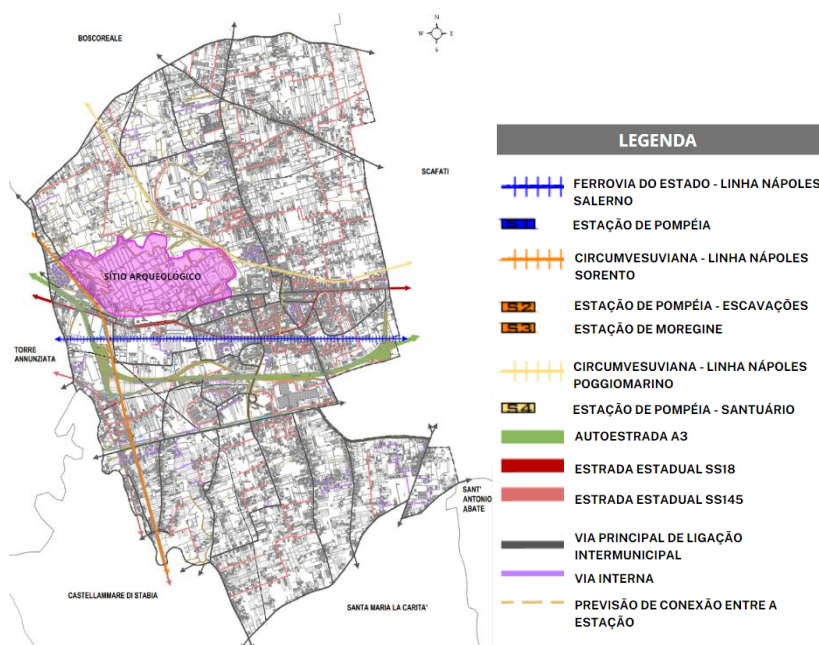 BOSCOREALE
N
W E
S
SCAFATI
SÍTIO ARQUEOLÓGICO
TORRE
ANNUNZIATA
SANT'
ANTONIO
ABATE
CASTELLAMMARE DI STABIA
SANTA MARIA LA CARITA'
LEGENDA
FERROVIA DO ESTADO - LINHA NÁPOLES
SALERNO
S1 ESTAÇÃO DE POMPÉIA
CIRCUMVESUVIANA - LINHA NÁPOLES
SORENTO
S2 ESTAÇÃO DE POMPÉIA - ESCAVAÇÕES
S3 ESTAÇÃO DE MOREGINE
CIRCUMVESUVIANA - LINHA NÁPOLES
POGGIOMARINO
S4 ESTAÇÃO DE POMPÉIA - SANTUÁRIO
AUTOESTRADA A3
ESTRADA ESTADUAL SS18
ESTRADA ESTADUAL SS145
VIA PRINCIPAL DE LIGAÇÃO
INTERMUNICIPAL
VIA INTERNA
PREVISÃO DE CONEXÃO ENTRE A
ESTAÇÃO